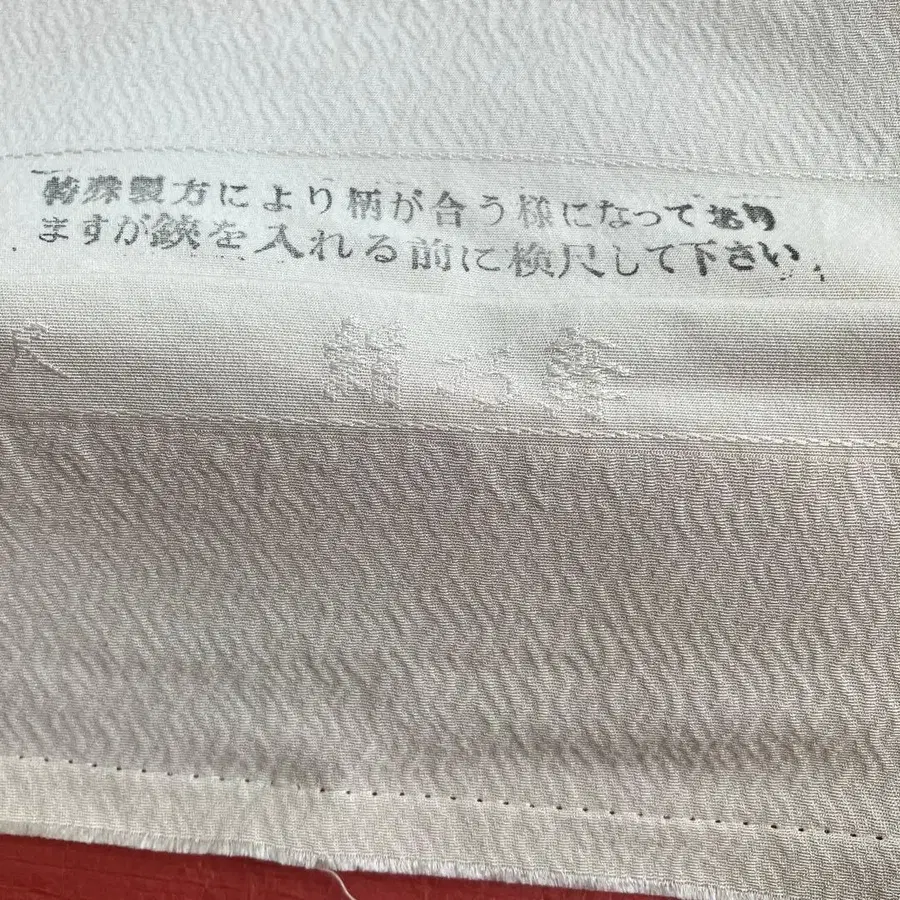 特殊製方により柄が合う様になって居り
ますが鋏を入れる前に検尺して下さい